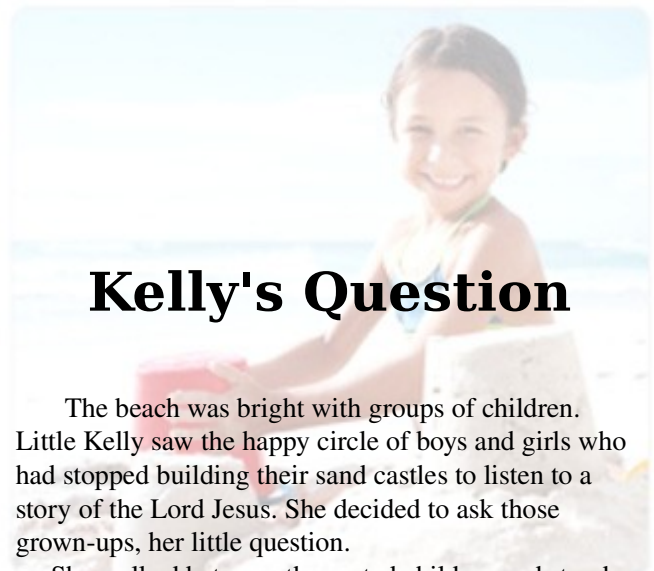 Kelly's Question
The beach was bright with groups of children.
Little Kelly saw the happy circle of boys and girls who
had stopped building their sand castles to listen to a
story of the Lord Jesus. She decided to ask those
grown-ups, her little question.